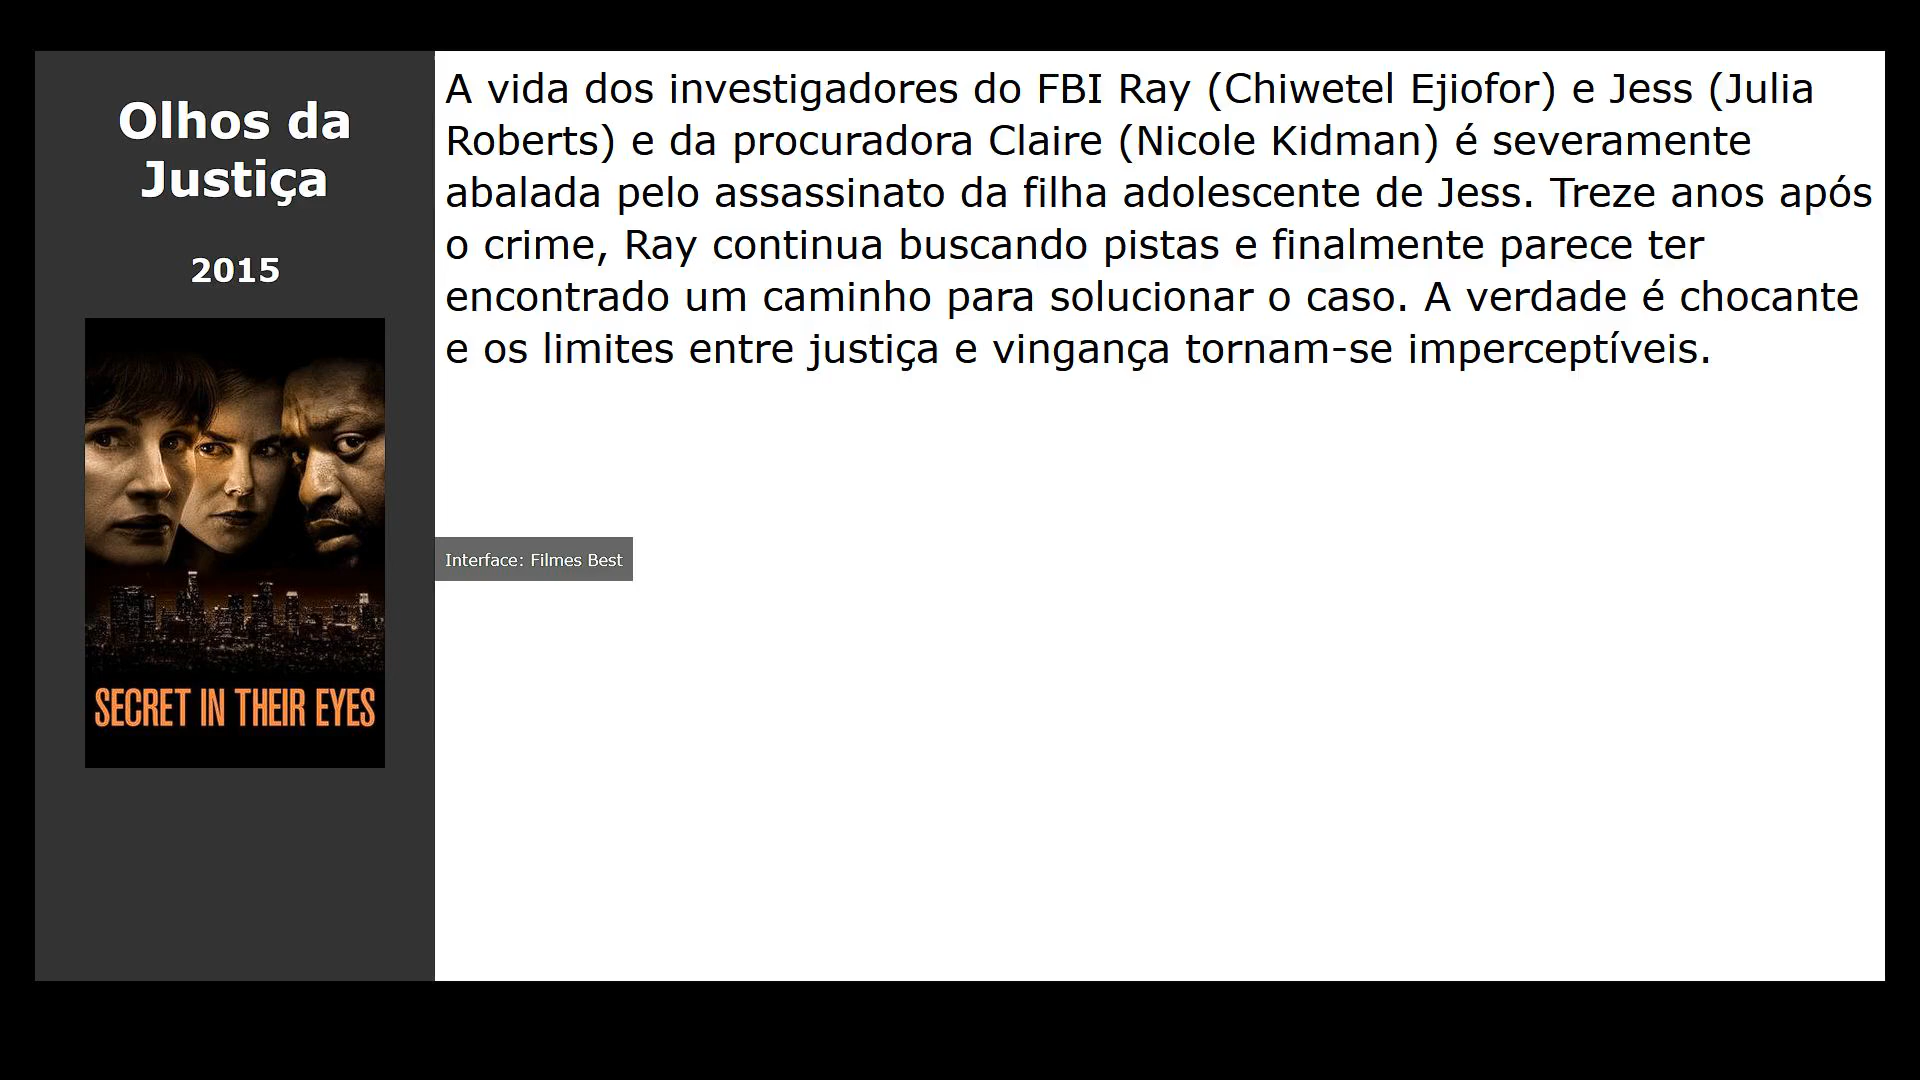 Olhos da
Justiça
2015
SECRET IN THEIR EYES
A vida dos investigadores do FBI Ray (Chiwetel Ejiofor) e Jess (Julia
Roberts) e da procuradora Claire (Nicole Kidman) é severamente
abalada pelo assassinato da filha adolescente de Jess. Treze anos após
o crime, Ray continua buscando pistas e finalmente parece ter
encontrado um caminho para solucionar o caso. A verdade é chocante
e os limites entre justiça e vingança tornam-se imperceptíveis.
Interface: Filmes Best